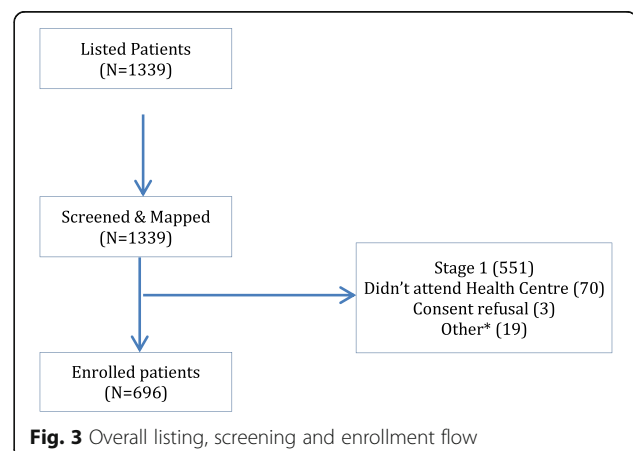 Listed Patients
(N=1339)
Screened & Mapped
(N=1339)
Stage 1 (551)
Didn't attend Health Centre (70)
Consent refusal (3)
Other* (19)
Enrolled patients
(N=696)
Fig. 3 Overall listing, screening and enrollment flow